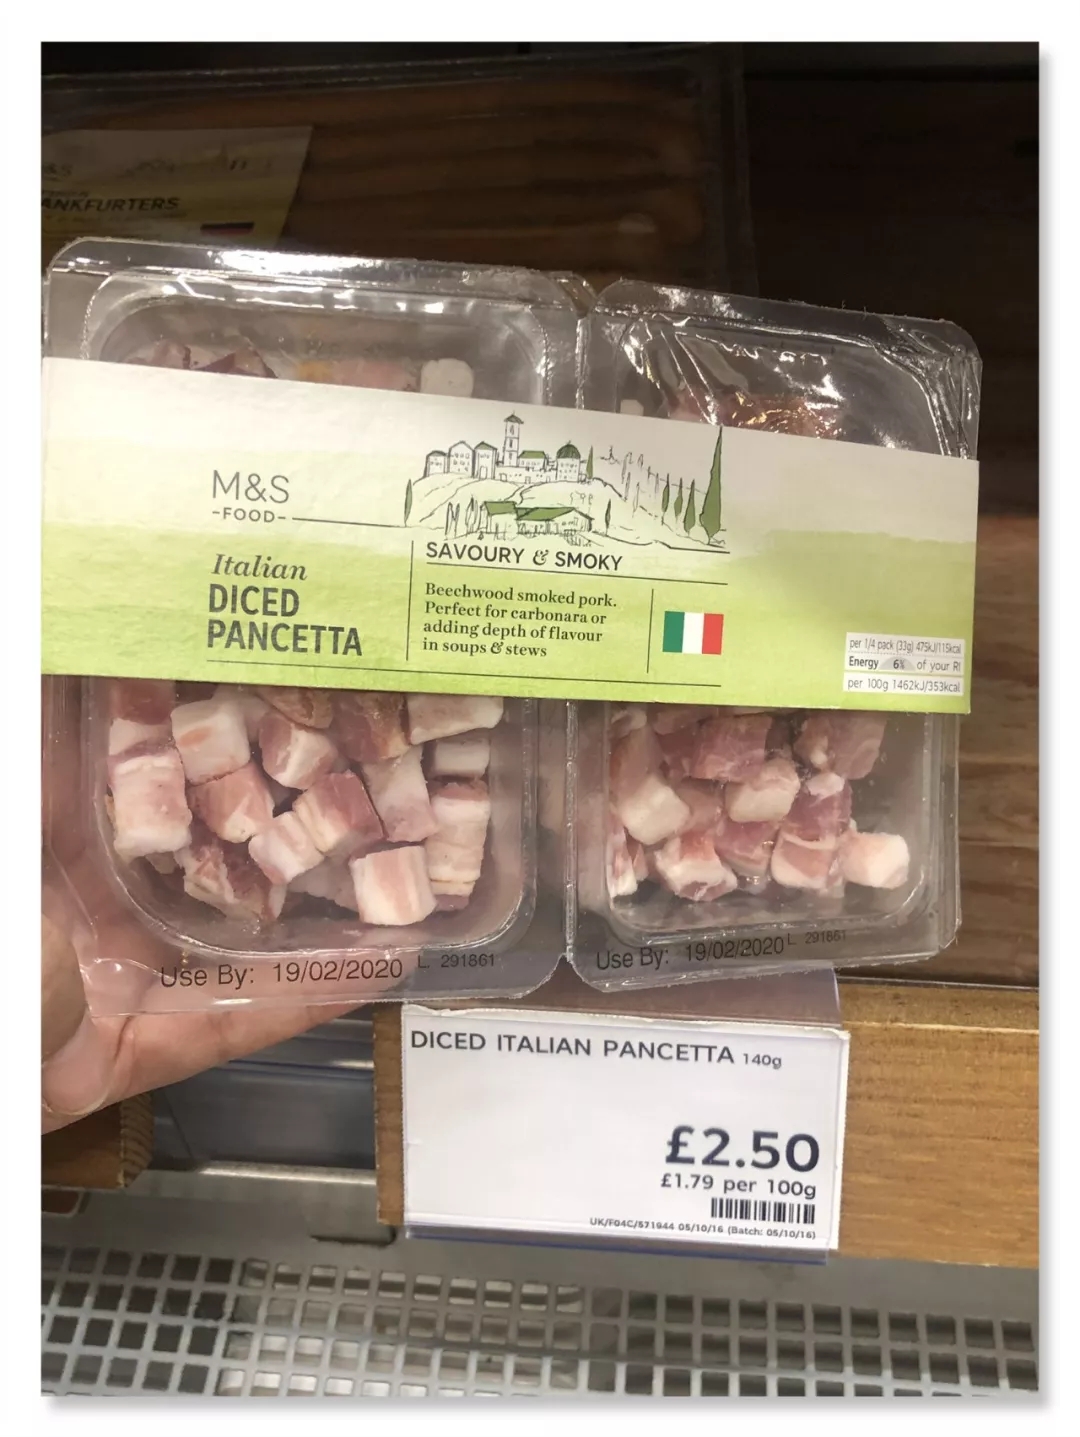 ANKFURTERS
M&S
-FOOD-
Italian
DICED
PANCETTA
SAVOURY & SMOKY
Beechwood smoked pork.
Perfect for carbonara or
adding depth of flavour
in soups & stews
per 1/4 pack (33g) 475kJ/115kcal
Energy 6% of your RI
per 100g 1462kJ/353kcal
Use By: 19/02/2020 L 291861
Use By: 19/02/2020 L 291861
DICED ITALIAN PANCETTA 140g
£2.50
£1.79 per 100g
UK/F04C/571944 05/10/16 (Batch: 05/10/16)